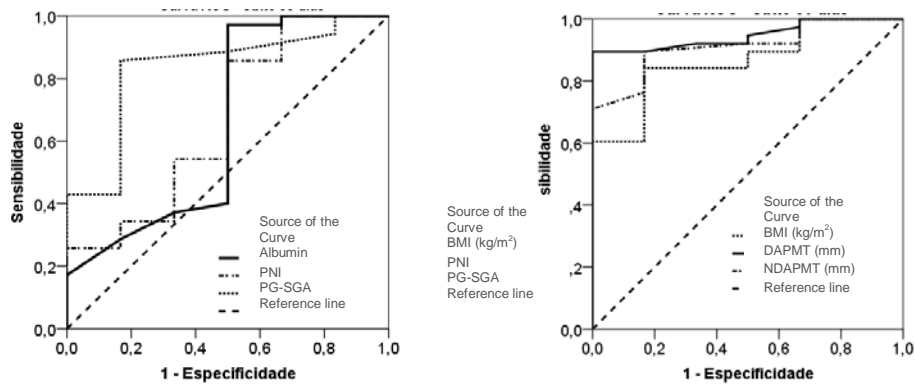 1,0
0,8
0,6
0,4
0,2
0,0
Sensibilidade
0,0 0,2 0,4 0,6 0,8 1,0
1 - Especificidade
Source of the
Curve
Albumin
PNI
PG-SGA
Reference line
Source of the
Curve
BMI (kg/m²)
PNI
PG-SGA
Reference line
1,0
0,8
0,6
,4
,2
,0
sibilidade
0,0 0,2 0,4 0,6 0,8 1,0
1 - Especificidade
Source of the
Curve
BMI (kg/m²)
DAPMT (mm)
NDAPMT (mm)
Reference line